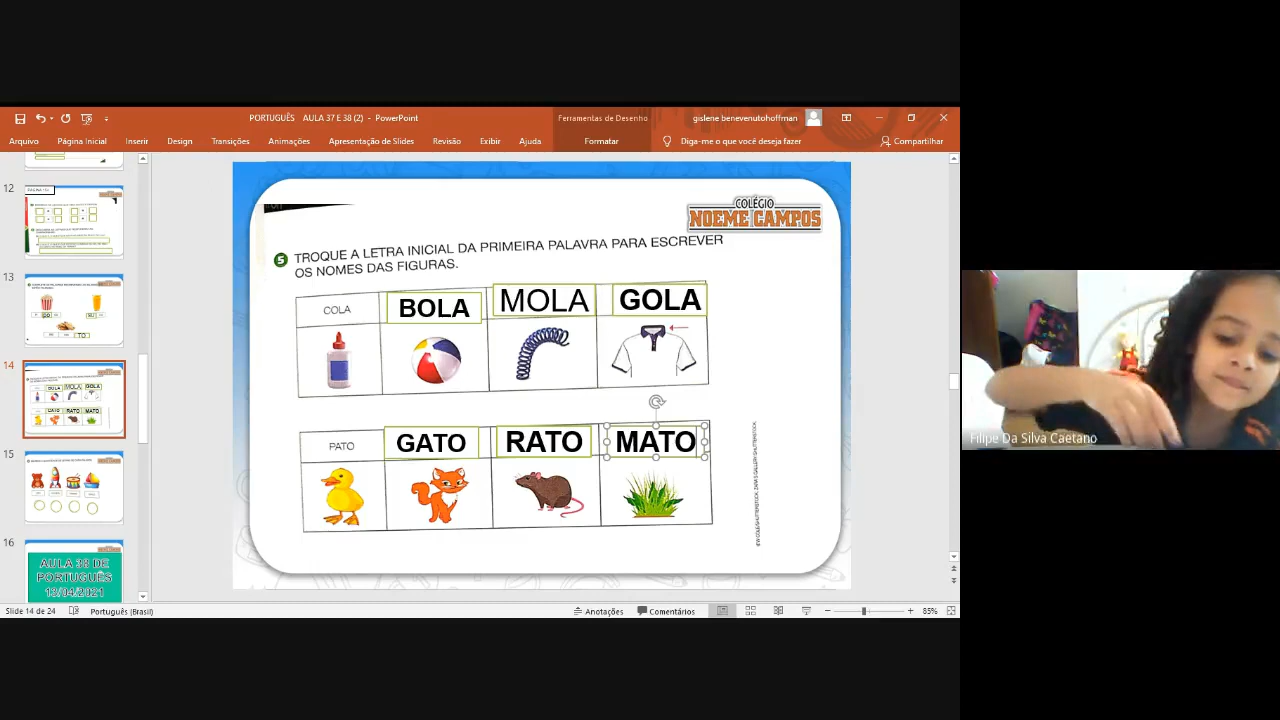 PORTUGUÊS AULA 37 E 38 (2) - PowerPoint
Ferramentas de Desenho
gislene benevenutohoffman
Arquivo Página Inicial Inserir Design Transições Animações Apresentação de Slides Revisão Exibir Ajuda Formatar Diga-me o que você deseja fazer Compartilhar
12
13
14
15
16
AULA 38 DE
PORTUGUÊS
13/04/2021
COLÉGIO
NOEME CAMPOS
5 TROQUE A LETRA INICIAL DA PRIMEIRA PALAVRA PARA ESCREVER
OS NOMES DAS FIGURAS.
COLA BOLA MOLA GOLA
PATO GATO RATO MATO
Filipe Da Silva Caetano
Slide 14 de 24 Português (Brasil) Anotações Comentários 85%